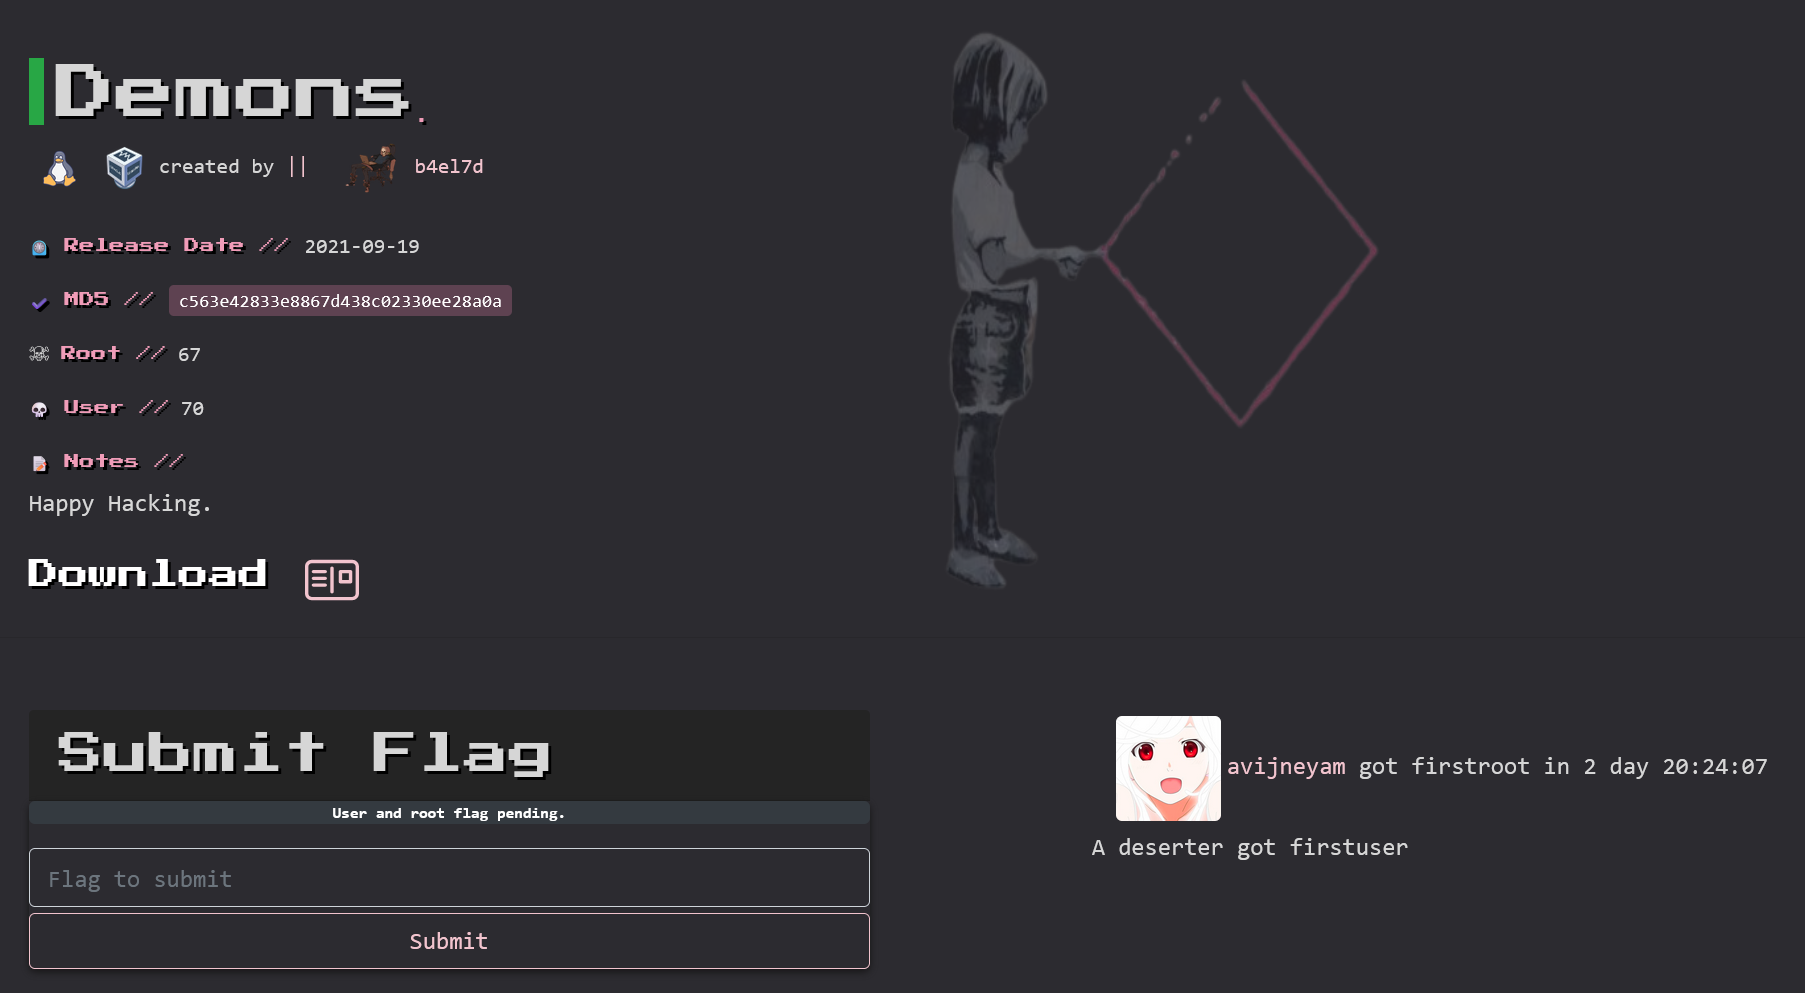 Demons.
created by || b4el7d
Release Date // 2021-09-19
MD5 // c563e42833e8867d438c02330ee28a0a
Root // 67
User // 70
Notes //
Happy Hacking.
Download
Submit Flag
User and root flag pending.
Flag to submit
Submit
avijneyam got firstroot in 2 day 20:24:07
A deserter got firstuser